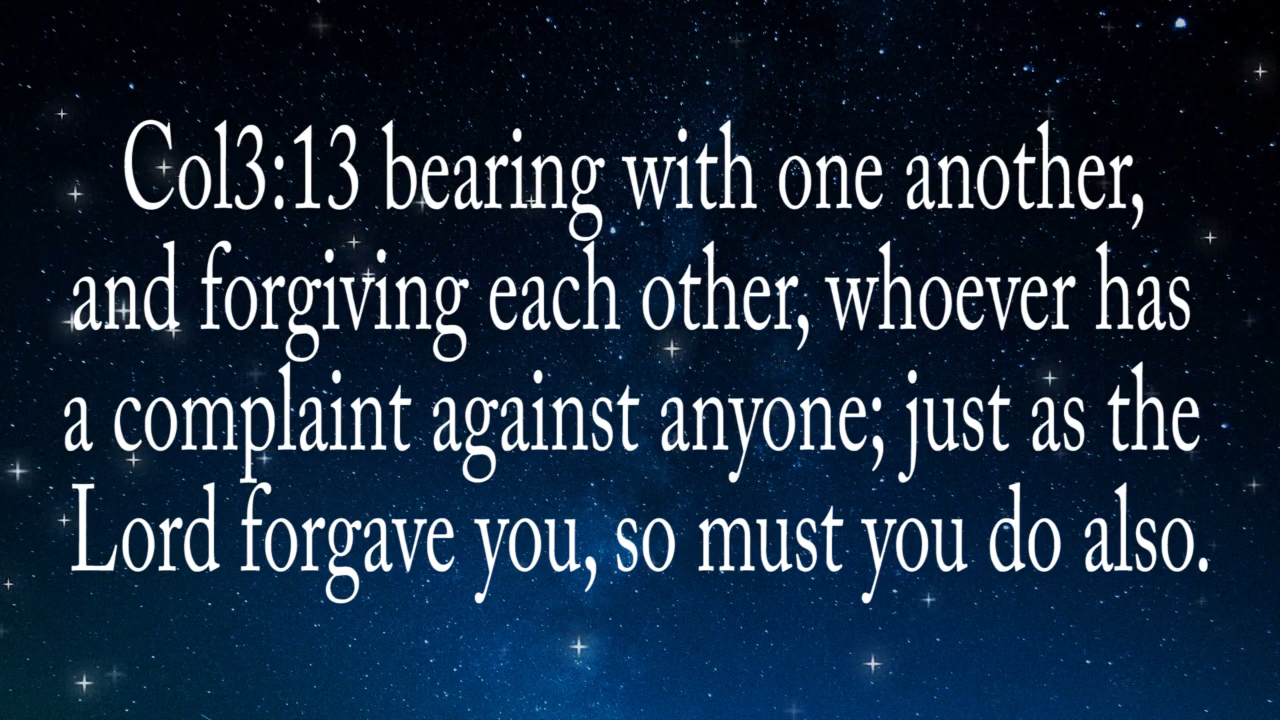 Col3:13 bearing with one another,
and forgiving each other, whoever has
a complaint against anyone; just as the
Lord forgave you, so must you do also.